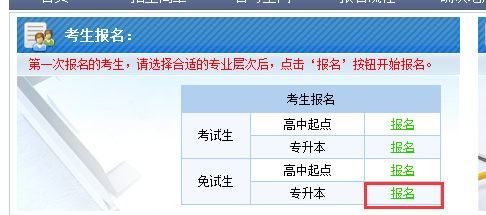 考生报名：
第一次报名的考生，请选择合适的专业层次后，点击‘报名’按钮开始报名。
考生报名
考试生 高中起点 报名
专升本 报名
免试生 高中起点 报名
专升本 报名